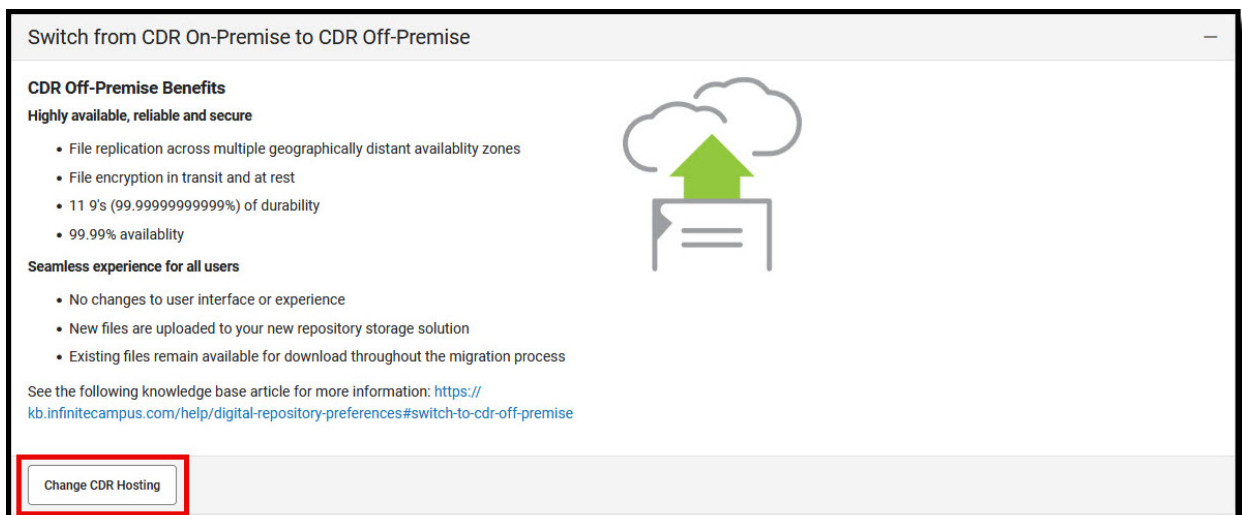 Switch from CDR On-Premise to CDR Off-Premise
CDR Off-Premise Benefits
Highly available, reliable and secure
• File replication across multiple geographically distant availablity zones
• File encryption in transit and at rest
• 11 9's (99.99999999999%) of durability
• 99.99% availablity
Seamless experience for all users
• No changes to user interface or experience
• New files are uploaded to your new repository storage solution
• Existing files remain available for download throughout the migration process
See the following knowledge base article for more information: https://
kb.infinitecampus.com/help/digital-repository-preferences#switch-to-cdr-off-premise
Change CDR Hosting